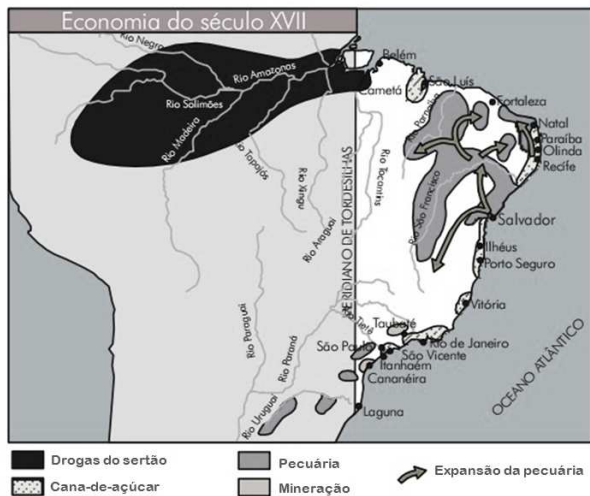 Economia do século XVII
Rio Negro
Belém
Rio Amazonas
São Luís
Cametá
Fortaleza
Rio Solimões
Rio Parnaíba
Natal
Paraíba
Olinda
Recife
Rio Madeira
Rio Tapajós
Rio Xingu
Rio Tocantins
Rio São Francisco
Rio Araguai
MERIDIANO DE TORDESILHAS
Salvador
Ilhéus
Porto Seguro
Rio Paraguai
Rio Tietê
Taubaté
Vitória
São Paulo
Rio de Janeiro
São Vicente
Itanhaém
Cananéira
Rio Paraná
Rio Uruguai
Laguna
OCEANO ATLÂNTICO
Drogas do sertão
Pecuária
Expansão da pecuária
Cana-de-açúcar
Mineração